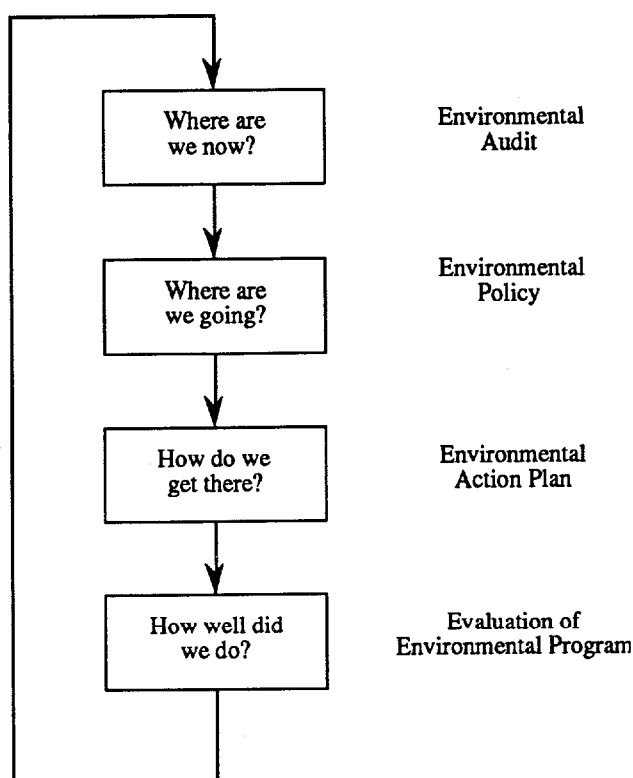 Where are
we now?
Environmental
Audit
Where are
we going?
Environmental
Policy
How do we
get there?
Environmental
Action Plan
How well did
we do?
Evaluation of
Environmental Program